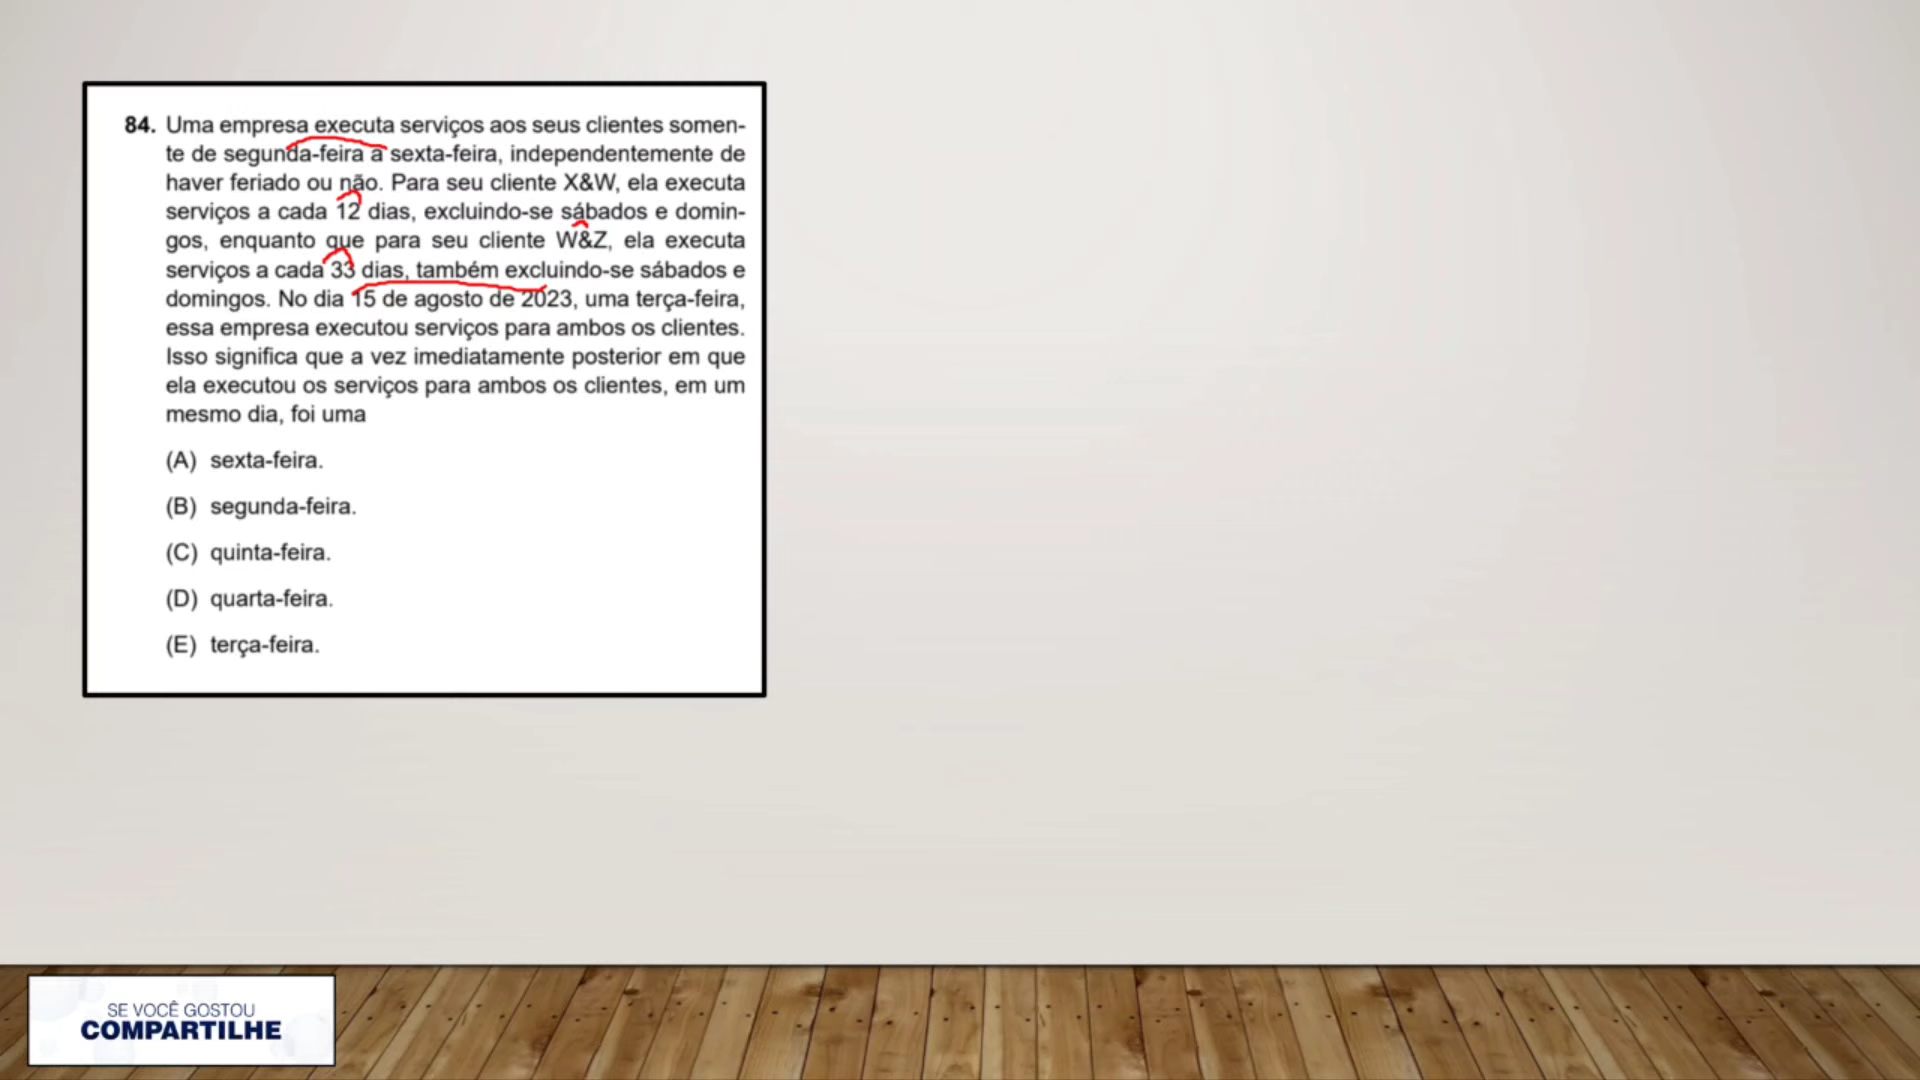 84. Uma empresa executa serviços aos seus clientes somen-
te de segunda-feira a sexta-feira, independentemente de
haver feriado ou não. Para seu cliente X&W, ela executa
serviços a cada 12 dias, excluindo-se sábados e domin-
gos, enquanto que para seu cliente W&Z, ela executa
serviços a cada 33 dias, também excluindo-se sábados e
domingos. No dia 15 de agosto de 2023, uma terça-feira,
essa empresa executou serviços para ambos os clientes.
Isso significa que a vez imediatamente posterior em que
ela executou os serviços para ambos os clientes, em um
mesmo dia, foi uma
(A) sexta-feira.
(B) segunda-feira.
(C) quinta-feira.
(D) quarta-feira.
(E) terça-feira.
SE VOCÊ GOSTOU
COMPARTILHE